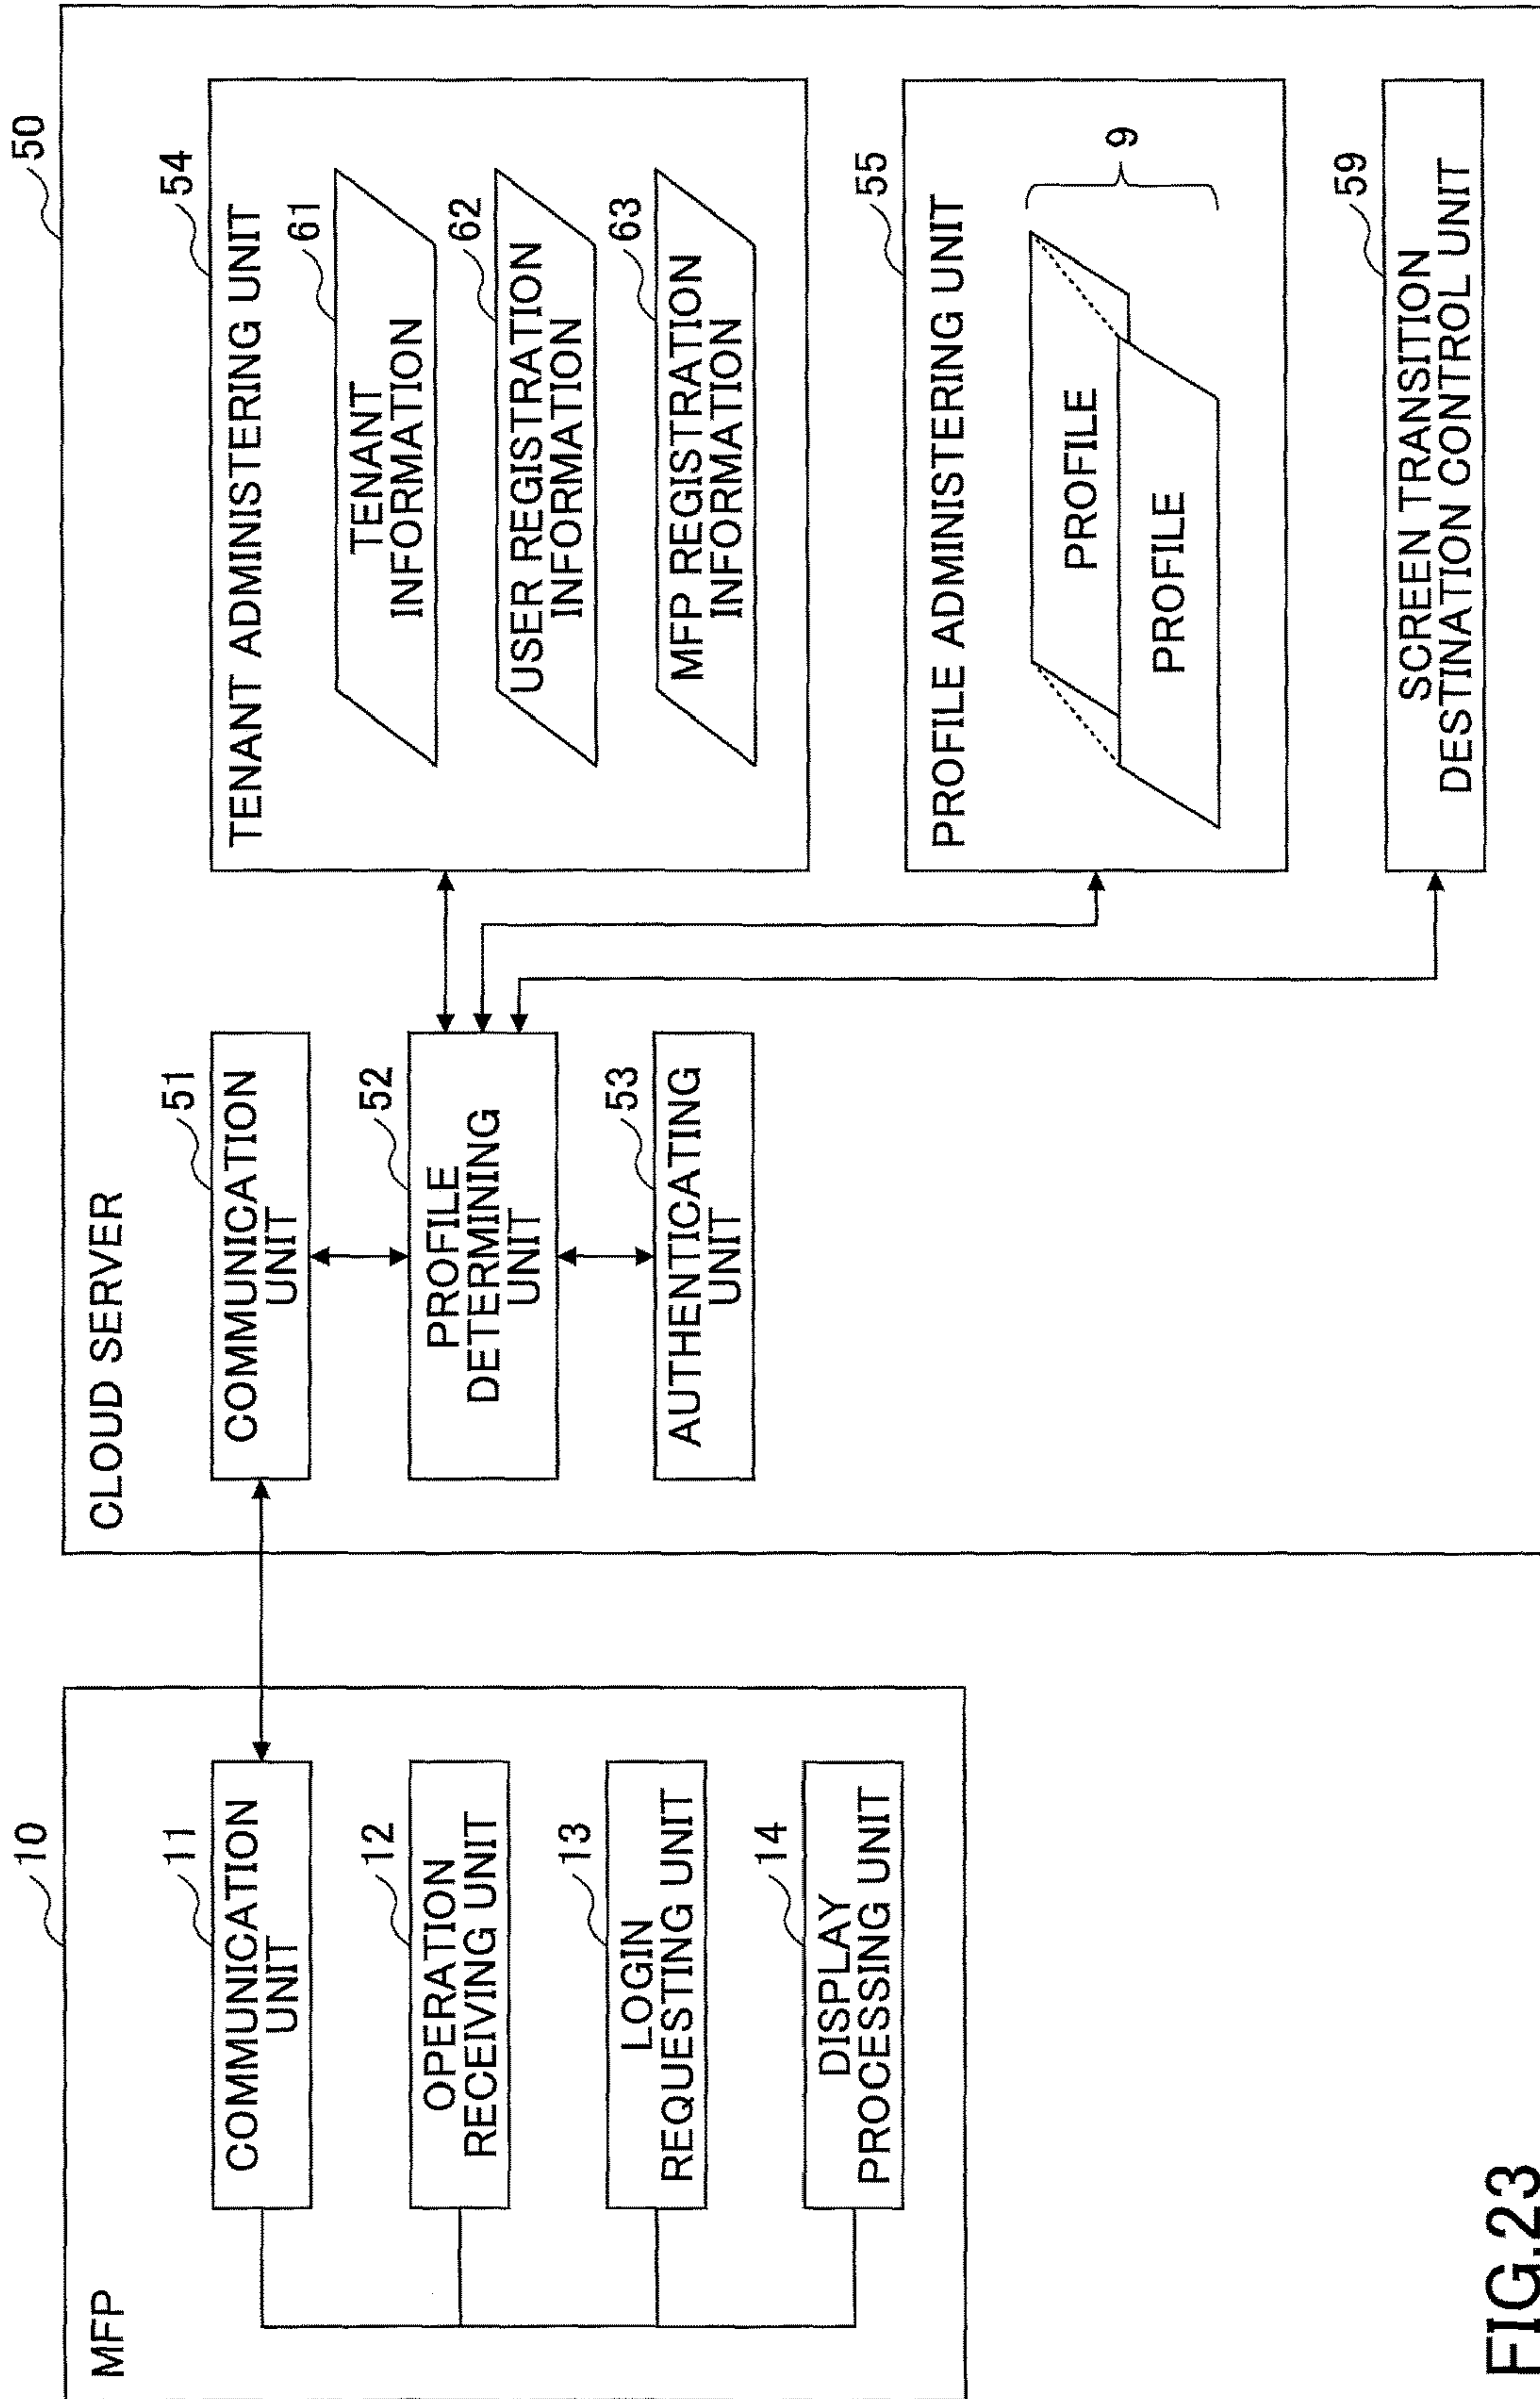 FIG.23
MFP
10
COMMUNICATION
UNIT
11
OPERATION
RECEIVING UNIT
12
LOGIN
REQUESTING UNIT
13
DISPLAY
PROCESSING UNIT
14
CLOUD SERVER
50
COMMUNICATION
UNIT
51
PROFILE
DETERMINING
UNIT
52
AUTHENTICATING
UNIT
53
TENANT ADMINISTERING UNIT
54
TENANT
INFORMATION
61
USER REGISTRATION
INFORMATION
62
MFP REGISTRATION
INFORMATION
63
PROFILE ADMINISTERING UNIT
55
PROFILE
PROFILE
9
SCREEN TRANSITION
DESTINATION CONTROL UNIT
59